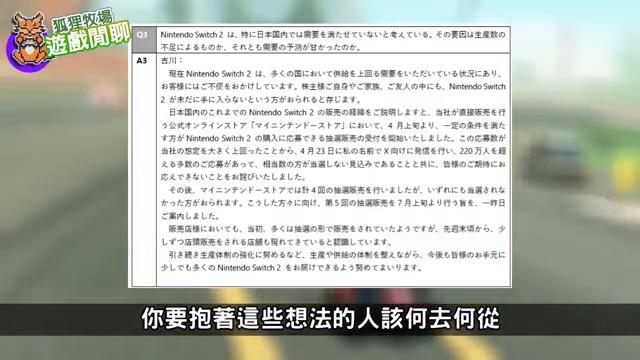 狐狸牧場
遊戲閒聊
Q3
Nintendo Switch 2 は、特に日本国内では需要を満たせていないと考えている。その要因は生産数の
不足によるものか、それとも需要の予測が甘かったのか。
A3
古川：
現在 Nintendo Switch 2 は、多くの国において供給を上回る需要をいただいている状況にあり、
お客様にはご不便をおかけしています。株主様ご自身やご家族、ご友人の中にも、Nintendo Switch
2 が未だに手に入らないという方がおられると存じます。
日本国内のこれまでの Nintendo Switch 2 の販売の経緯をご説明しますと、当社が直接販売を行
う公式オンラインストア「マイニンテンドーストア」において、4 月上旬より、一定の条件を満た
す方が Nintendo Switch 2 の購入に応募できる抽選販売の受付を開始いたしました。この応募数が
当社の想定を大きく上回ったことから、4 月 23 日に私の名前で X 向けに発信を行い、220 万人を超
える多数のご応募があって、相当数の方が当選しない見込みであることと共に、皆様のご期待にお
応えできないことをお詫びいたしました。
その後、マイニンテンドーストアでは計 4 回の抽選販売を行いましたが、いずれにも当選されな
かった方がおられます。こうした方々に向け、第 5 回の抽選販売を 7 月上旬より行う旨を、一昨日
ご案内しました。
販売店様においても、当初、多くは抽選の形で販売をされていたようですが、先週末頃から、少
しずつ店頭販売をされる店舗も現れてきていると認識しています。
引き続き生産体制の強化に努めるなど、生産や供給の体制を整えながら、今後も皆様のお手元に
少しでも多くの Nintendo Switch 2 をお届けできるよう努めてまいります。
你要抱著這些想法的人該何去何從